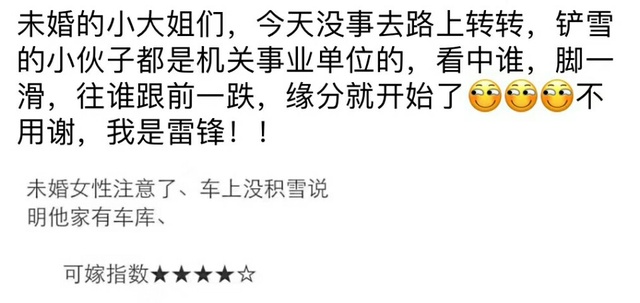 未婚的小大姐们，今天没事去路上转转，铲雪
的小伙子都是机关事业单位的，看中谁，脚一
滑，往谁跟前一跌，缘分就开始了不
用谢，我是雷锋！！
未婚女性注意了、车上没积雪说
明他家有车库、
可嫁指数★★★★☆